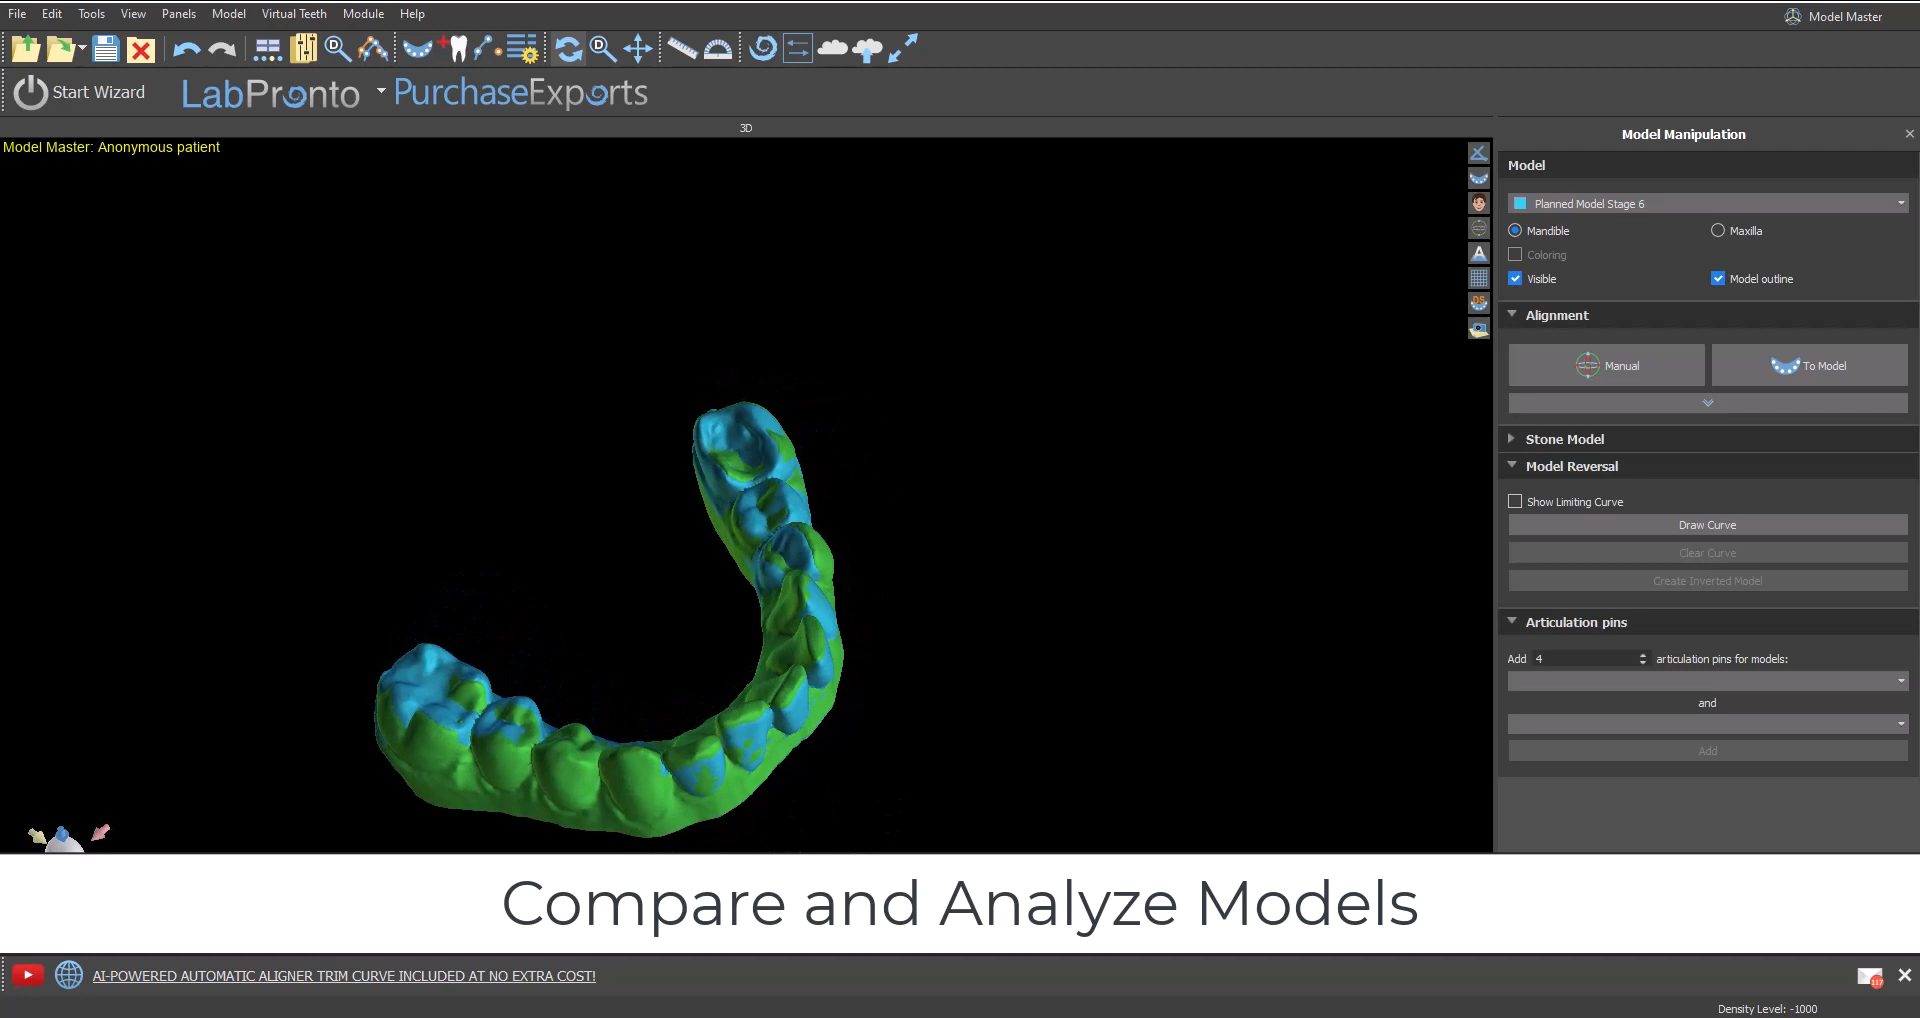 File Edit Tools View Panels Model Virtual Teeth Module Help
Model Master
D
D
Start Wizard
LabPronto
PurchaseExports
3D
Model Master: Anonymous patient
A
DS
Model Manipulation
Model
Planned Model Stage 6
Mandible
Maxilla
Coloring
Visible
Model outline
Alignment
Manual
To Model
Stone Model
Model Reversal
Show Limiting Curve
Draw Curve
Clear Curve
Create Inverted Model
Articulation pins
Add 4 articulation pins for models:
and
Add
Compare and Analyze Models
AI-POWERED AUTOMATIC ALIGNER TRIM CURVE INCLUDED AT NO EXTRA COST!
117
Density Level: -1000